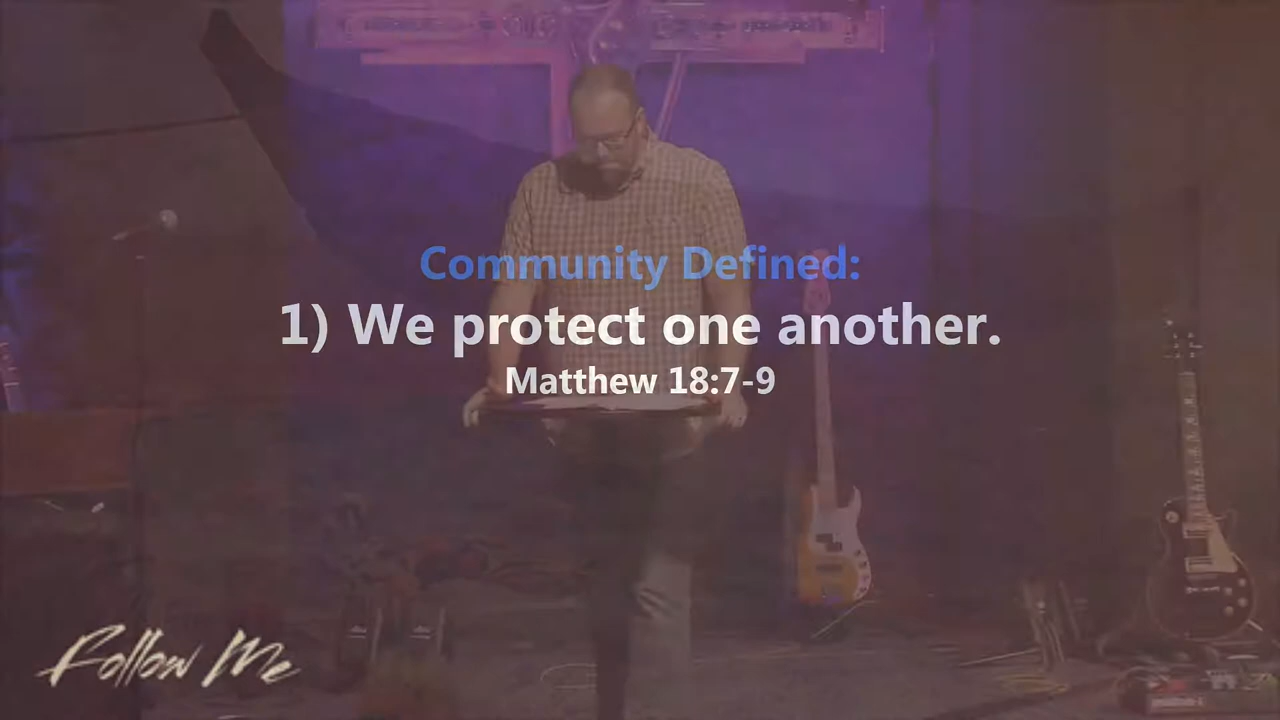 Community Defined:
1) We protect one another.
Matthew 18:7-9
Follow Me